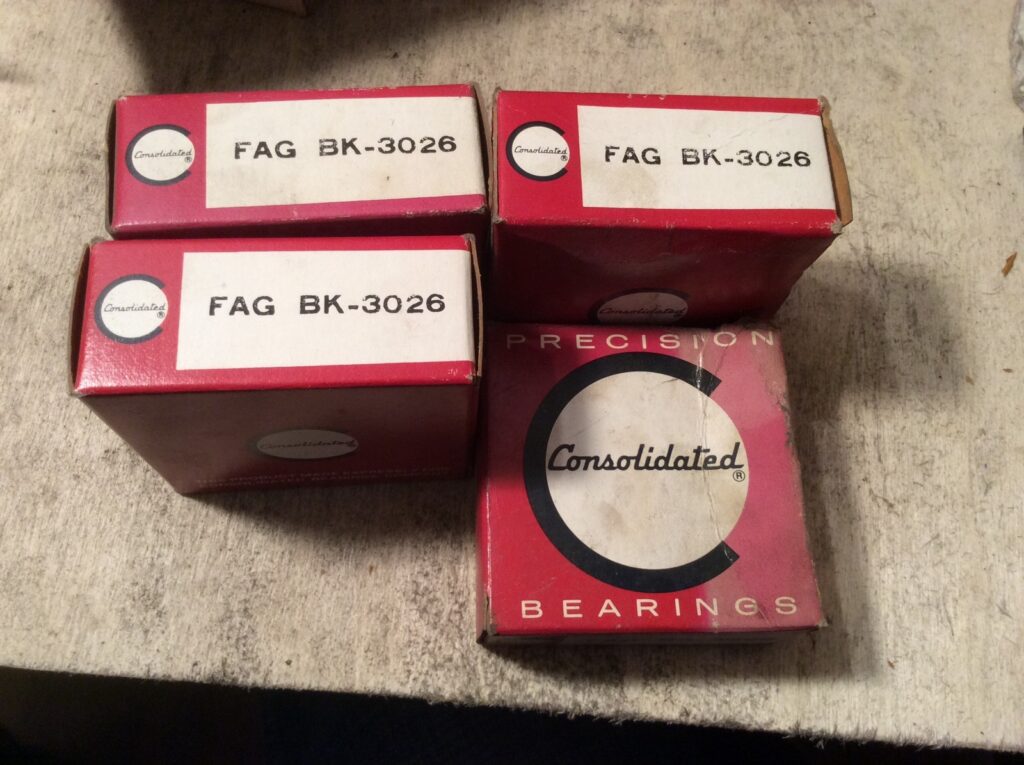 Consolidated®
FAG BK-3026
Consolidated®
FAG BK-3026
Consolidated®
FAG BK-3026
Consolidated
Consolidated
PRECISION
Consolidated®
BEARINGS